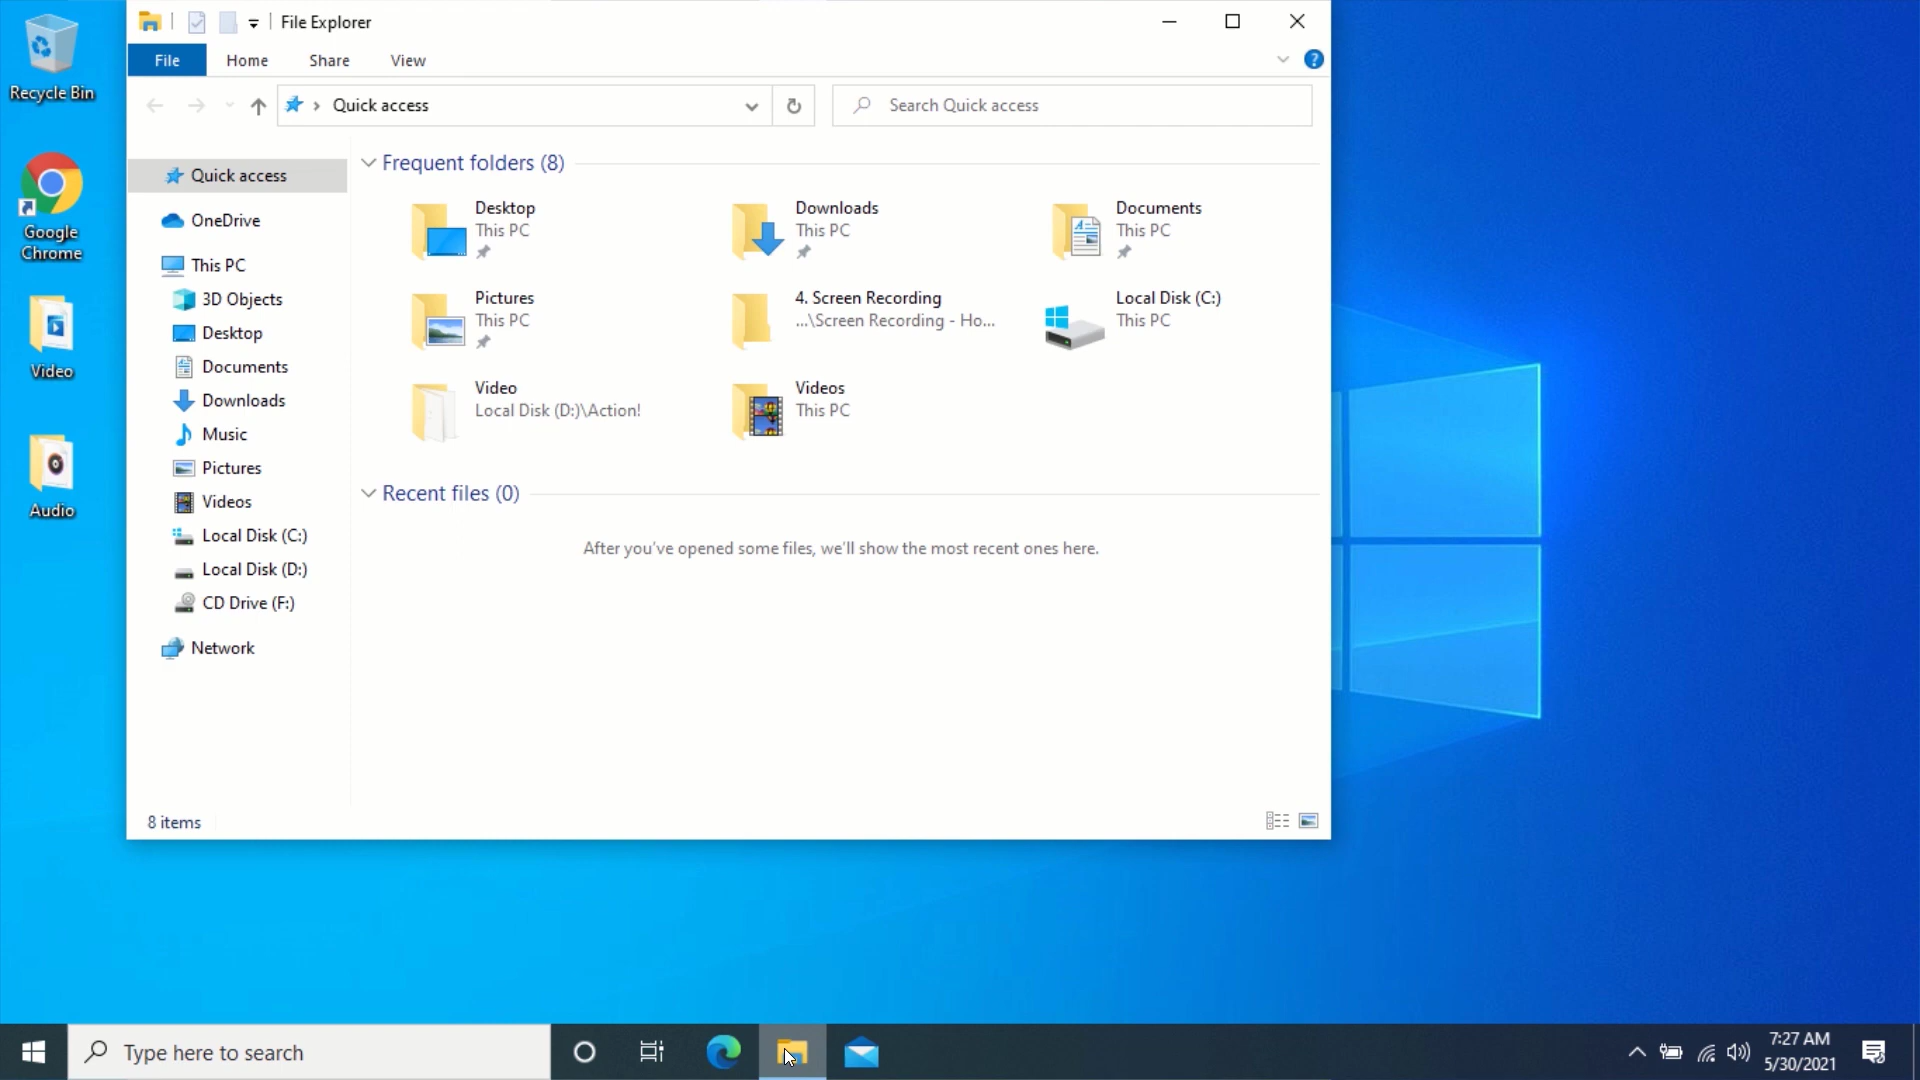 File Explorer
File
Home
Share
View
Quick access
Search Quick access
Recycle Bin
Google
Chrome
Video
Audio
Quick access
OneDrive
This PC
3D Objects
Desktop
Documents
Downloads
Music
Pictures
Videos
Local Disk (C:)
Local Disk (D:)
CD Drive (F:)
Network
Frequent folders (8)
Desktop
This PC
Downloads
This PC
Documents
This PC
Pictures
This PC
4. Screen Recording
...\Screen Recording - Ho...
Local Disk (C:)
This PC
Video
Local Disk (D:)\Action!
Videos
This PC
Recent files (0)
After you've opened some files, we'll show the most recent ones here.
8 items
Type here to search
7:27 AM
5/30/2021